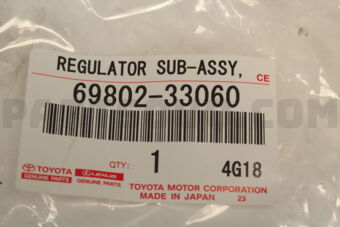 REGULATOR SUB-ASSY,
CE
69802-33060
TOYOTA
GENUINE PARTS
LEXUS
GENUINE PARTS
QTY:
1
4G18
TOYOTA MOTOR CORPORATION
MADE IN JAPAN 23